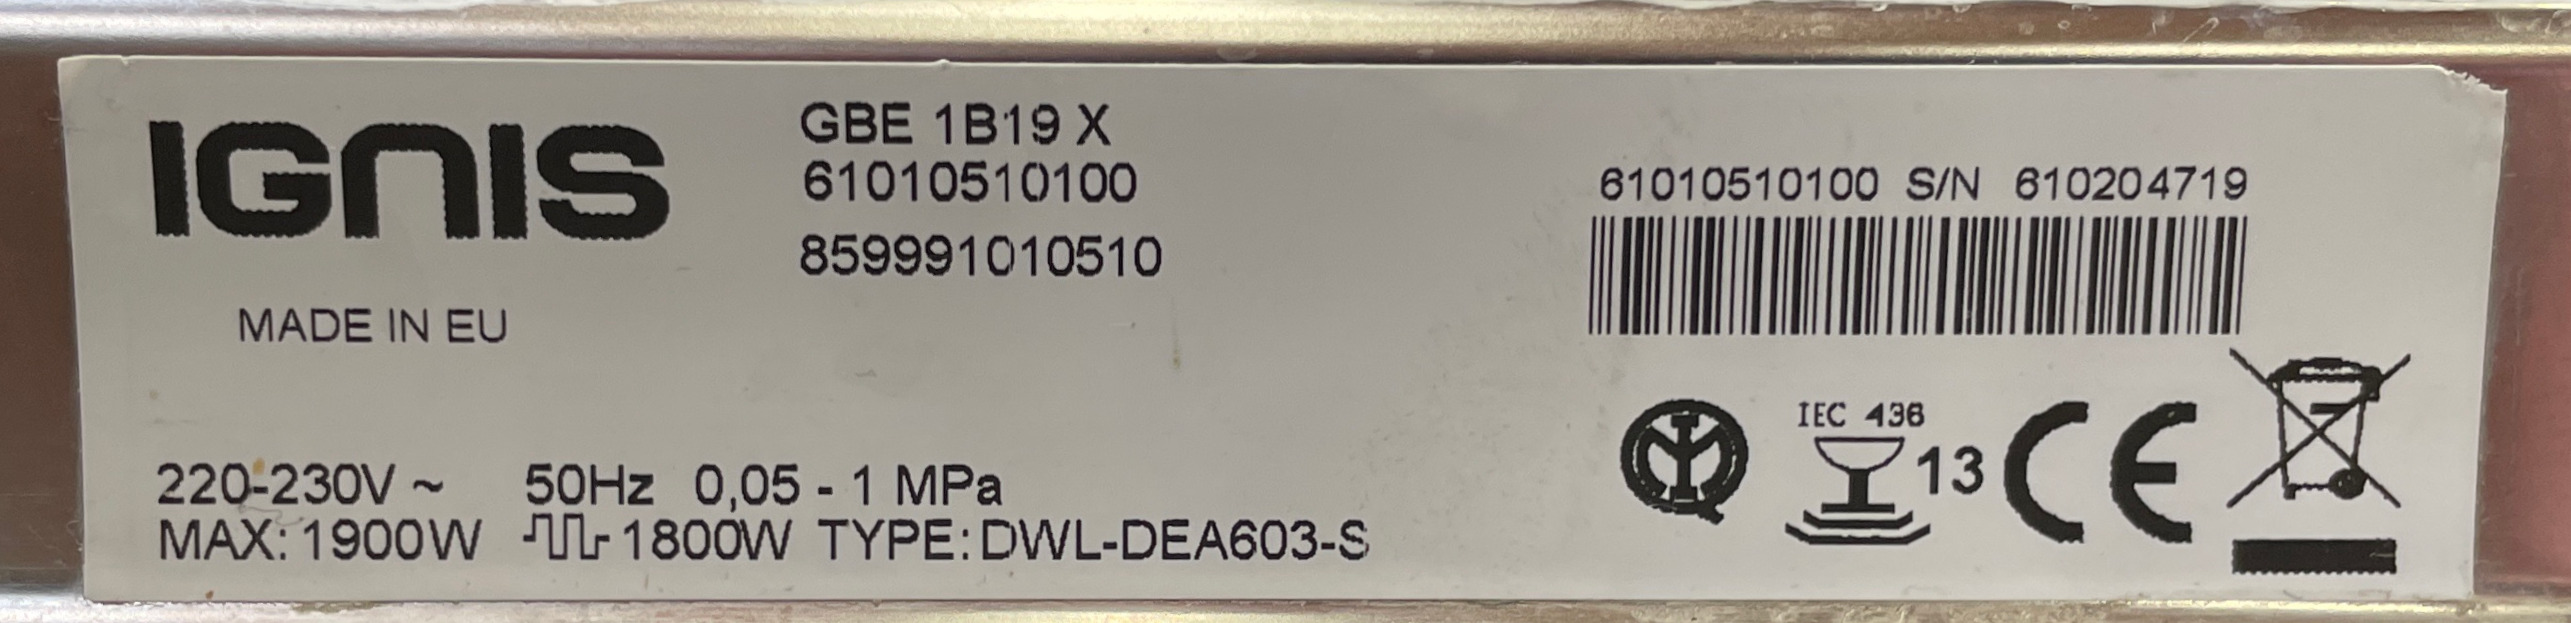 IGNIS
MADE IN EU
GBE 1B19 X
61010510100
859991010510
61010510100 S/N 610204719
220-230V ~ 50Hz 0,05 - 1 MPa
MAX: 1900W 1800W TYPE: DWL-DEA603-S
IEC 436
13
CE